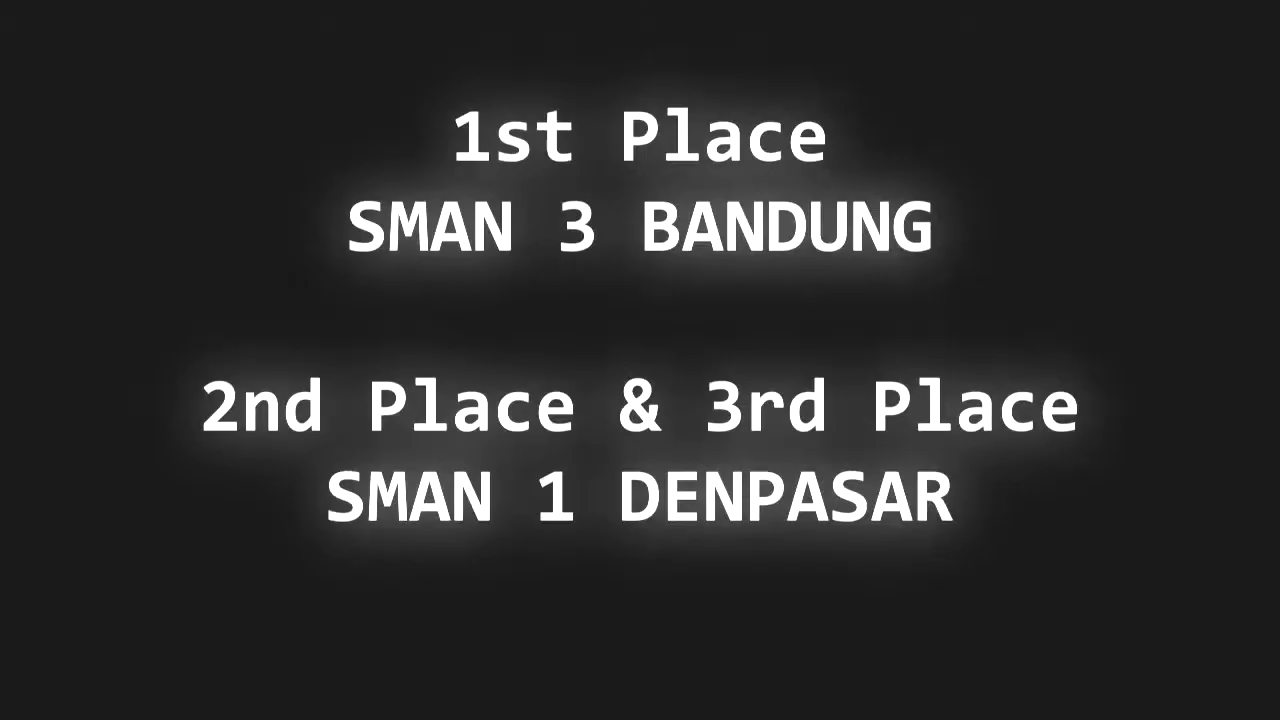 1st Place
SMAN 3 BANDUNG
2nd Place & 3rd Place
SMAN 1 DENPASAR